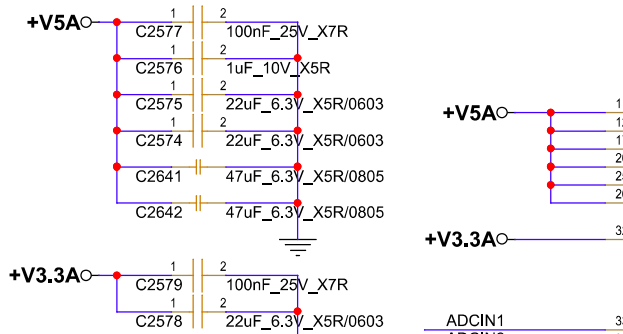 +V5A
1 2
C2577 100nF_25V_X7R
1 2
C2576 1uF_10V_X5R
1 2
C2575 22uF_6.3V_X5R/0603
1 2
C2574 22uF_6.3V_X5R/0603
C2641 47uF_6.3V_X5R/0805
C2642 47uF_6.3V_X5R/0805
+V3.3A
1 2
C2579 100nF_25V_X7R
1 2
C2578 22uF_6.3V_X5R/0603
+V5A
+V3.3A
ADCIN1